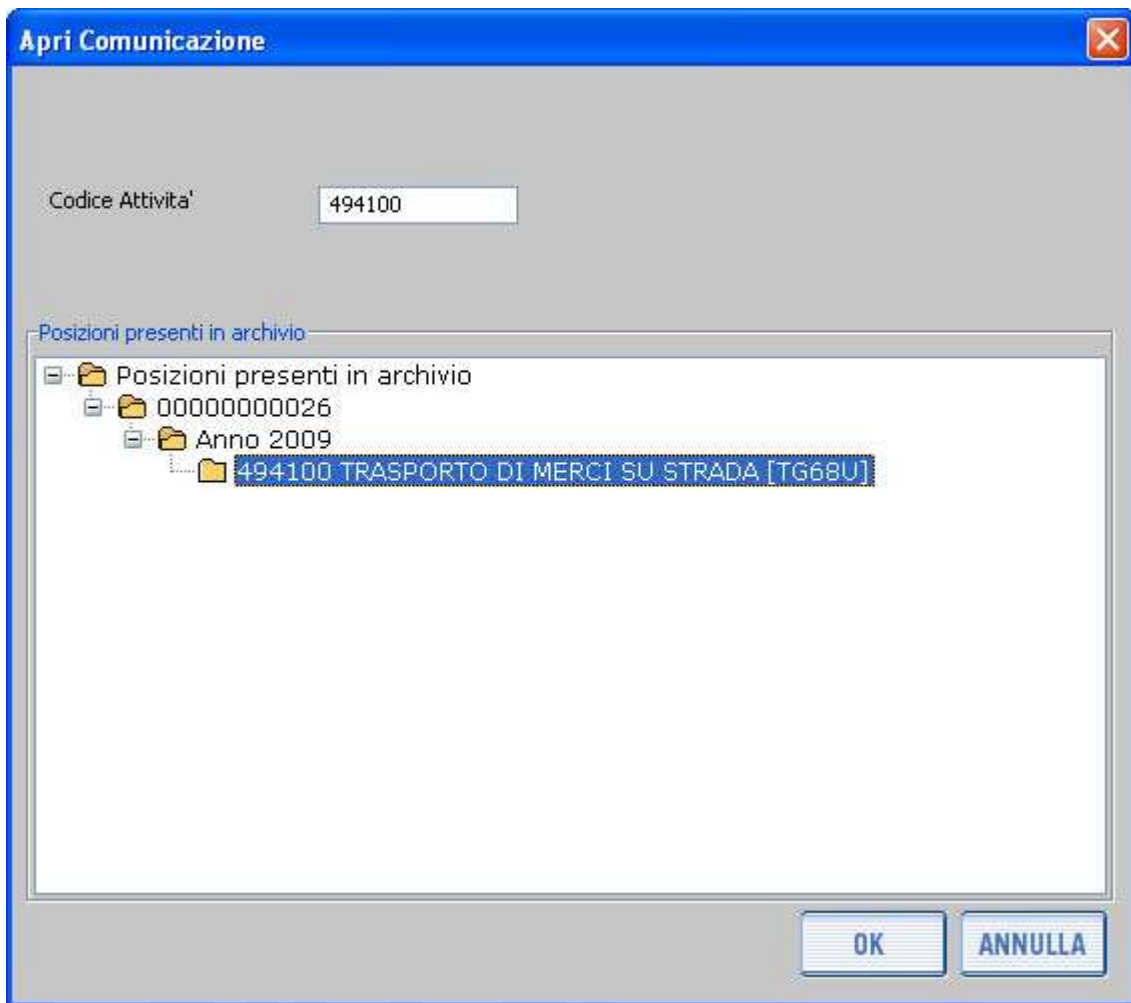 Apri Comunicazione
Codice Attivita' 494100
Posizioni presenti in archivio
Posizioni presenti in archivio
00000000026
Anno 2009
494100 TRASPORTO DI MERCI SU STRADA [TG68U]
OK ANNULLA